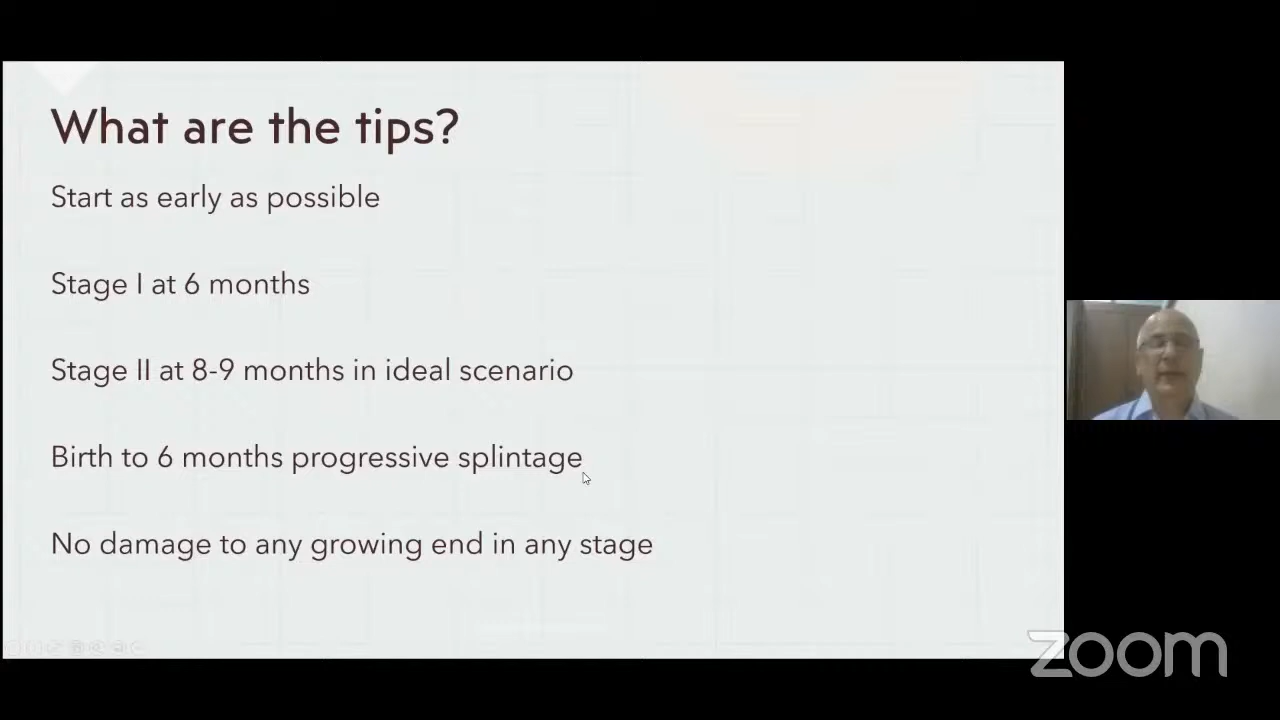 What are the tips?
Start as early as possible
Stage I at 6 months
Stage II at 8-9 months in ideal scenario
Birth to 6 months progressive splintage
No damage to any growing end in any stage
zoom